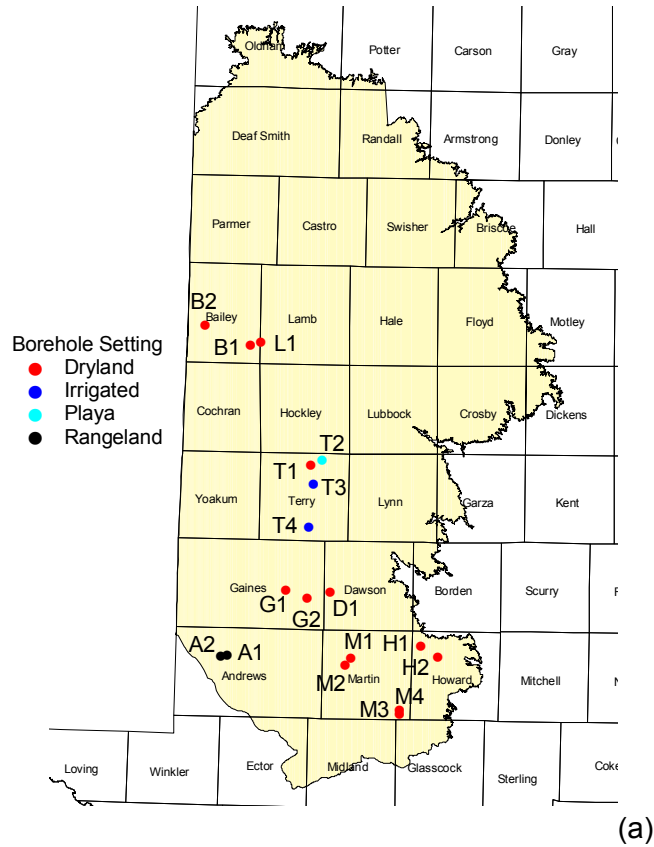 Oldham
Potter
Carson
Gray
Deaf Smith
Randall
Armstrong
Donley
Parmer
Castro
Swisher
Briscoe
Hall
B2
Bailey
Lamb
Hale
Floyd
Motley
B1
L1
Borehole Setting
Dryland
Irrigated
Playa
Rangeland
Cochran
Hockley
Lubbock
Crosby
Dickens
T2
T1
T3
Yoakum
Terry
Lynn
Garza
Kent
T4
Gaines
Dawson
Borden
Scurry
G1
G2
D1
A2
A1
M1
H1
H2
Andrews
M2
Martin
Howard
Mitchell
M4
M3
Loving
Winkler
Ector
Midland
Glasscock
Sterling
Coke
(a)